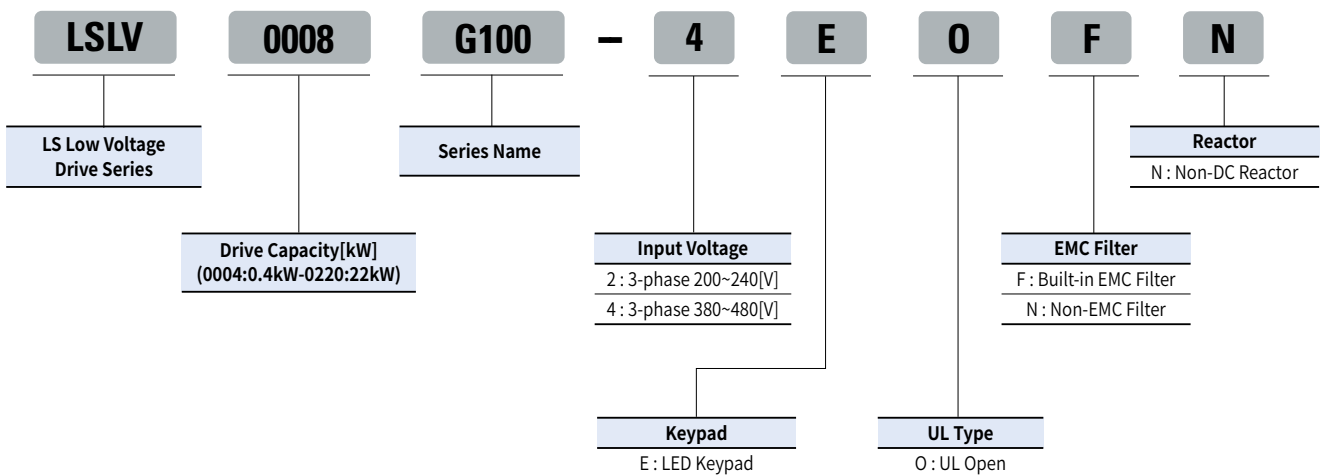 LSLV 0008 G100 – 4 E O F N
LS Low Voltage
Drive Series
Series Name
Reactor
N : Non-DC Reactor
Drive Capacity[kW]
(0004:0.4kW-0220:22kW)
Input Voltage
2 : 3-phase 200~240[V]
4 : 3-phase 380~480[V]
EMC Filter
F : Built-in EMC Filter
N : Non-EMC Filter
Keypad
E : LED Keypad
UL Type
O : UL Open